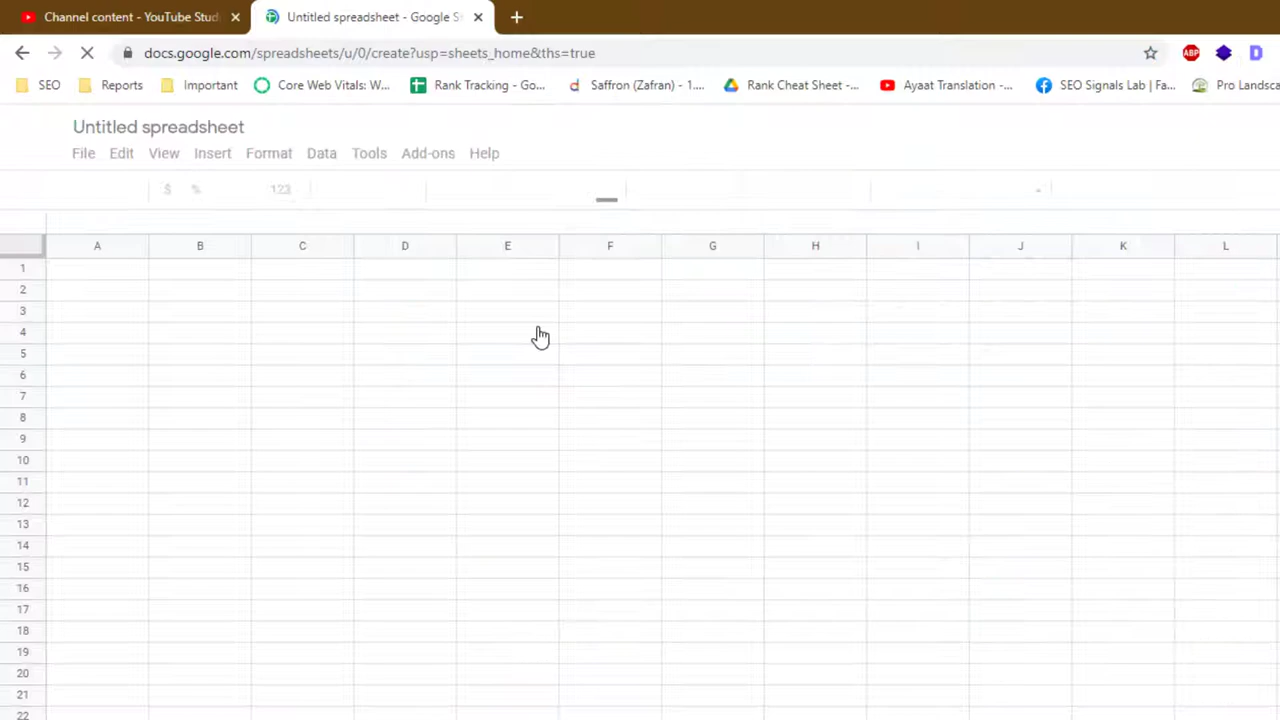 Channel content - YouTube Stud
Untitled spreadsheet - Google S
docs.google.com/spreadsheets/u/0/create?usp=sheets_home&ths=true
ABP
SEO
Reports
Important
Core Web Vitals: W...
Rank Tracking - Go...
Saffron (Zafran) - 1....
Rank Cheat Sheet -...
Ayaat Translation -...
SEO Signals Lab | Fa...
Pro Landsca
Untitled spreadsheet
File Edit View Insert Format Data Tools Add-ons Help
$ % 123
A B C D E F G H I J K L
1
2
3
4
5
6
7
8
9
10
11
12
13
14
15
16
17
18
19
20
21
22